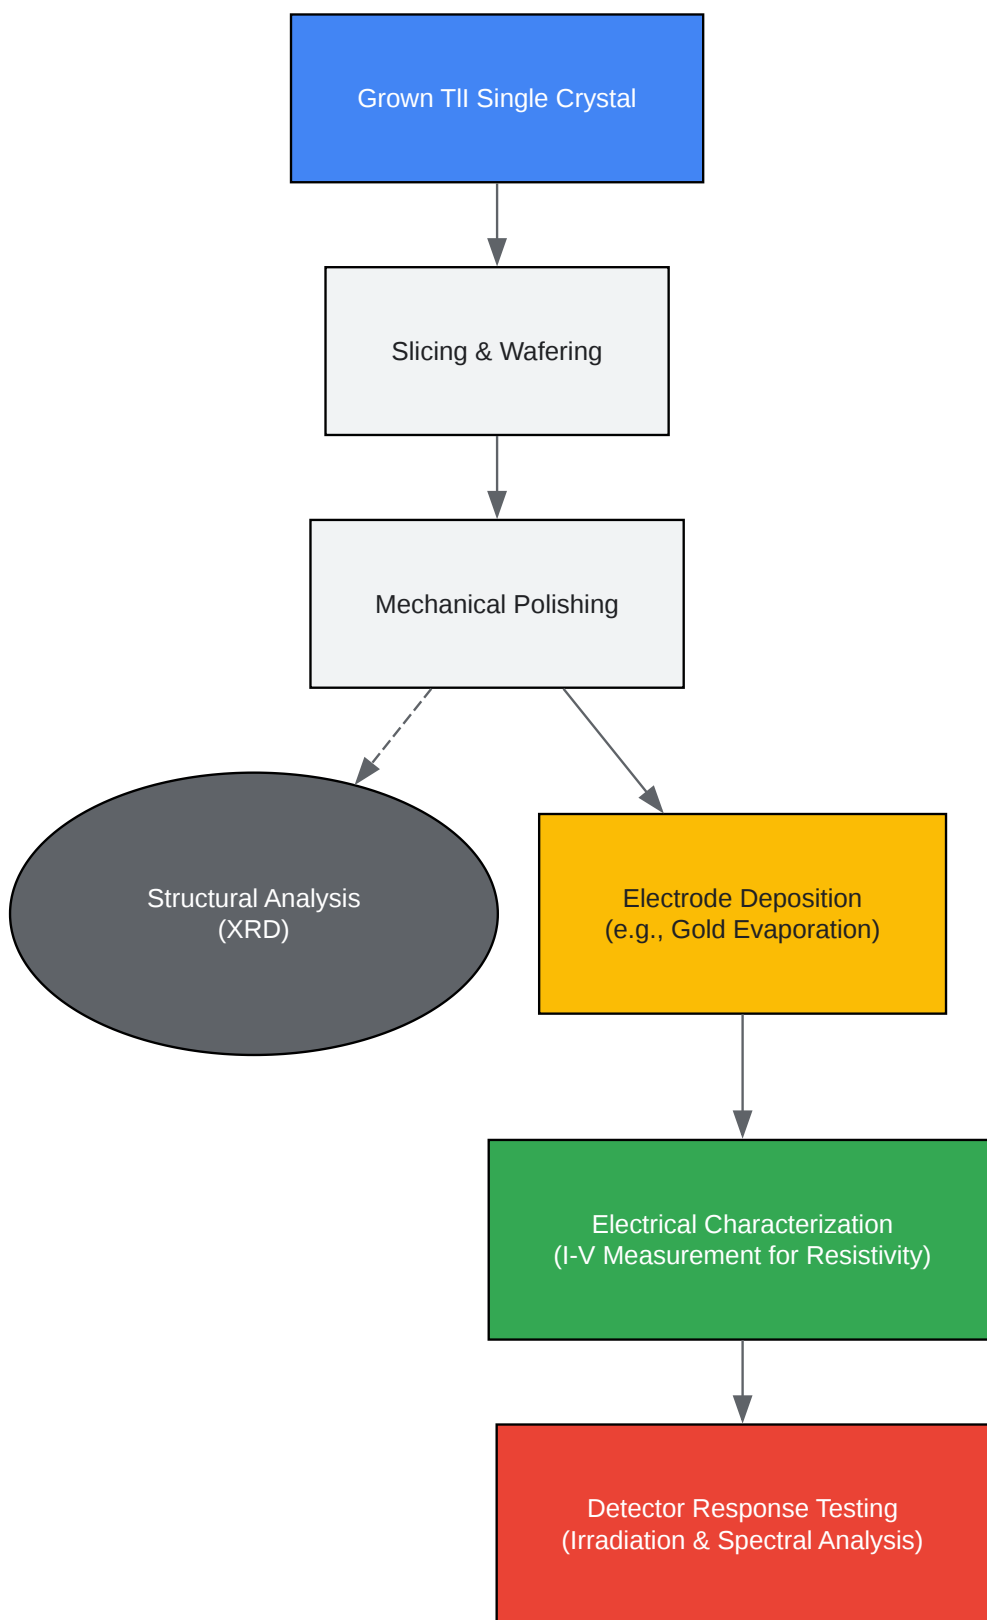 Grown TlI Single Crystal
Slicing & Wafering
Mechanical Polishing
Structural Analysis
(XRD)
Electrode Deposition
(e.g., Gold Evaporation)
Electrical Characterization
(I-V Measurement for Resistivity)
Detector Response Testing
(Irradiation & Spectral Analysis)